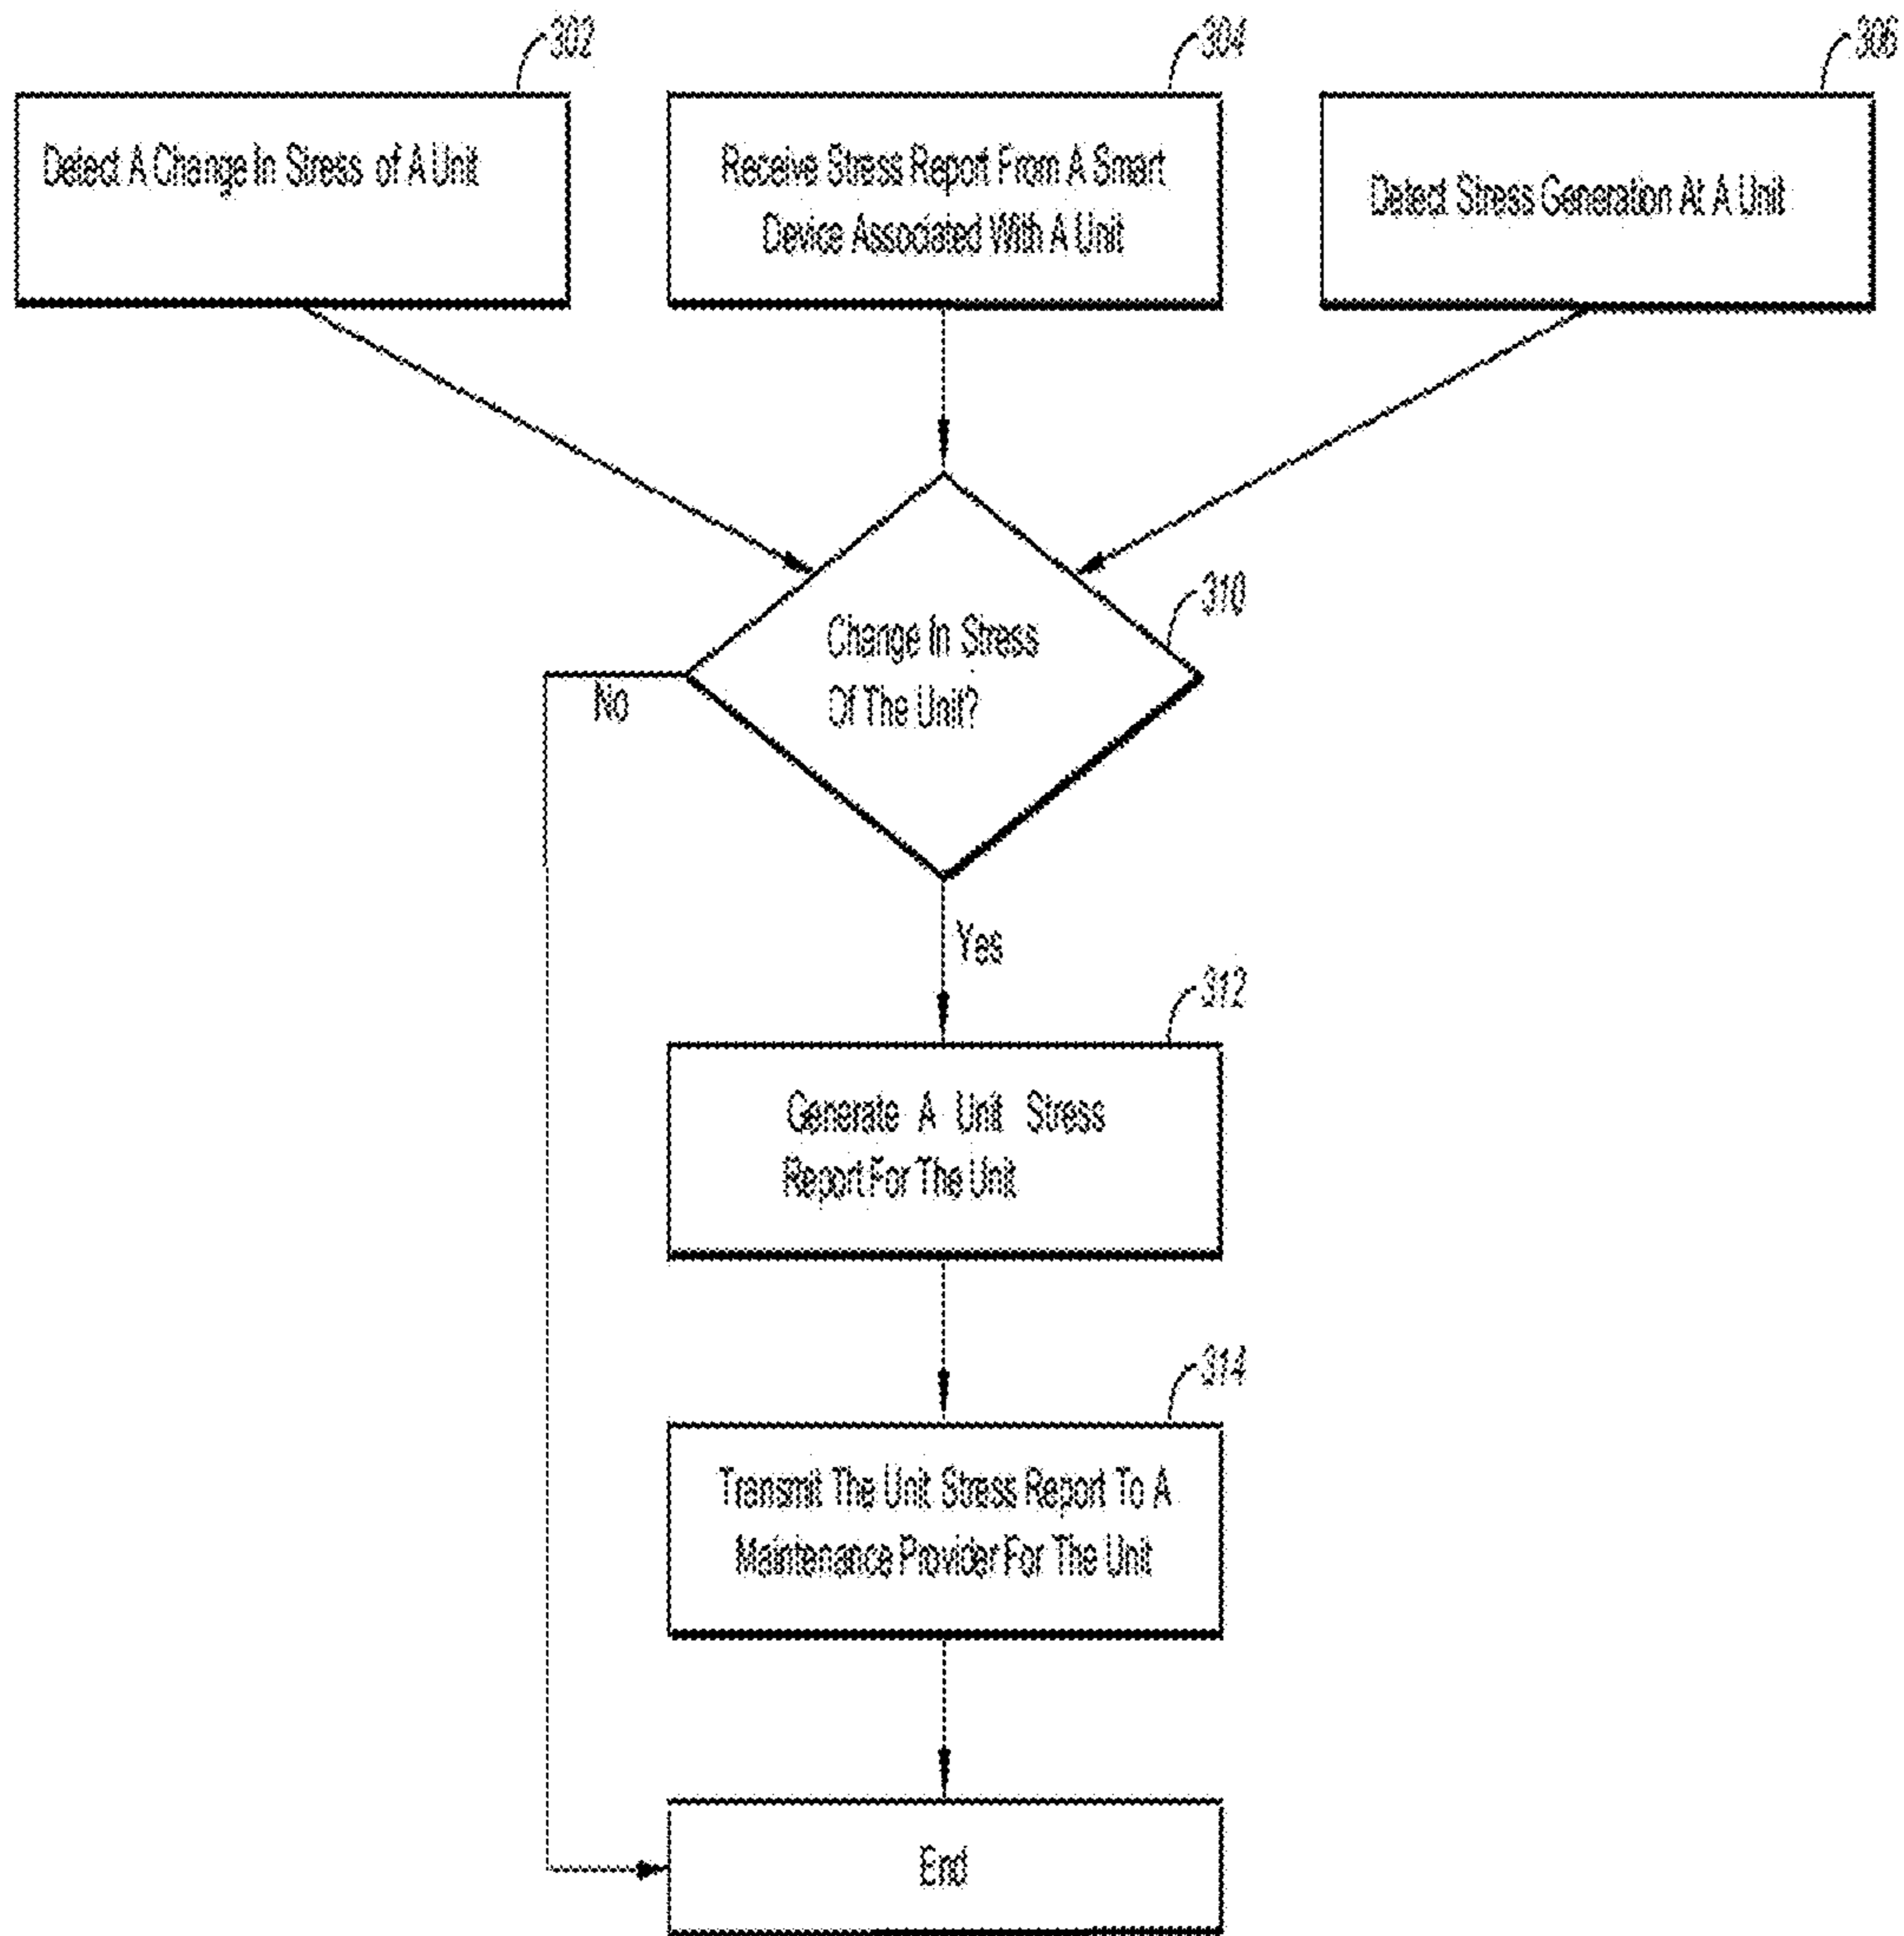 302
304
306
Detect A Change In Stress of A Unit
Receive Stress Report From A Smart
Device Associated With A Unit
Detect Stress Generation At A Unit
310
Change In Stress
Of The Unit?
No
Yes
312
Generate A Unit Stress
Report For The Unit
314
Transmit The Unit Stress Report To A
Maintenance Provider For The Unit
End